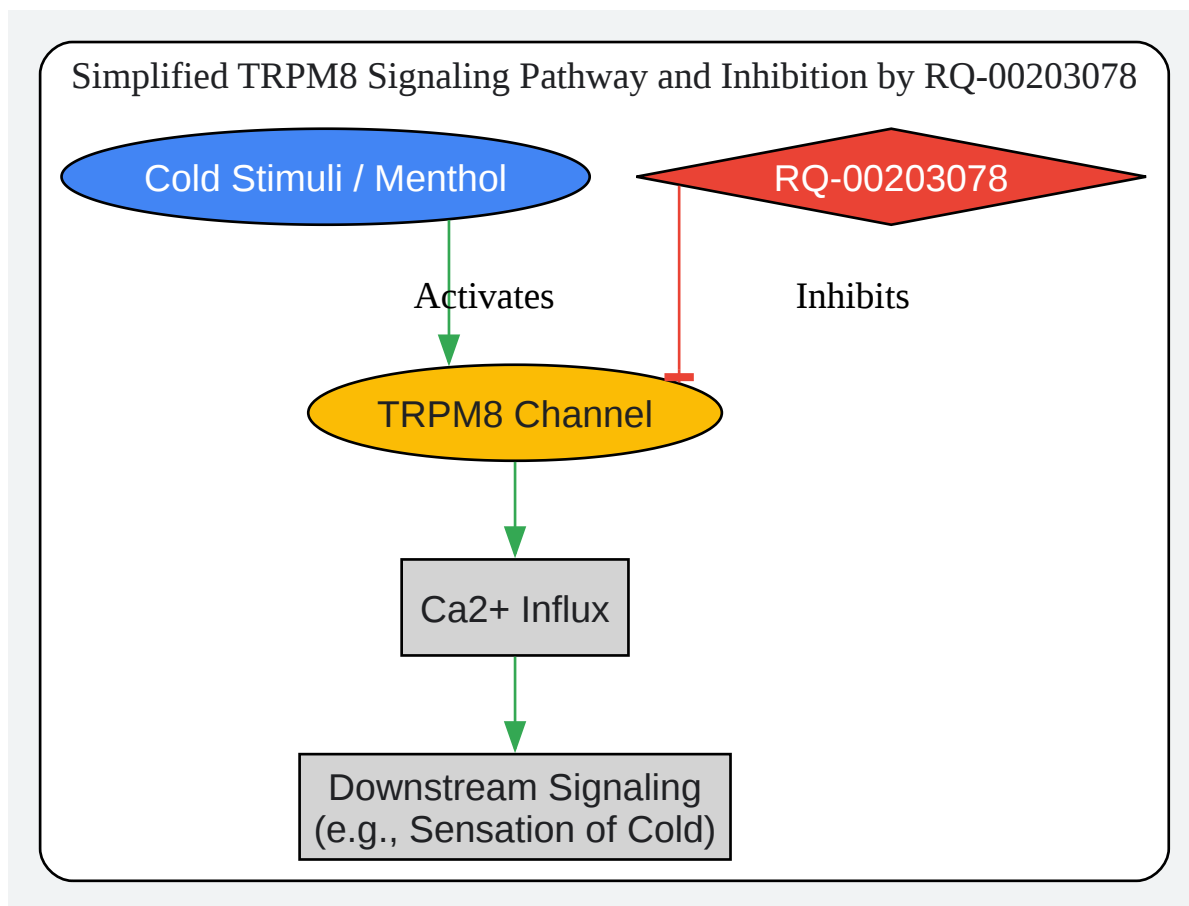 Simplified TRPM8 Signaling Pathway and Inhibition by RQ-00203078
Cold Stimuli / Menthol
RQ-00203078
Activates
Inhibits
TRPM8 Channel
Ca2+ Influx
Downstream Signaling
(e.g., Sensation of Cold)